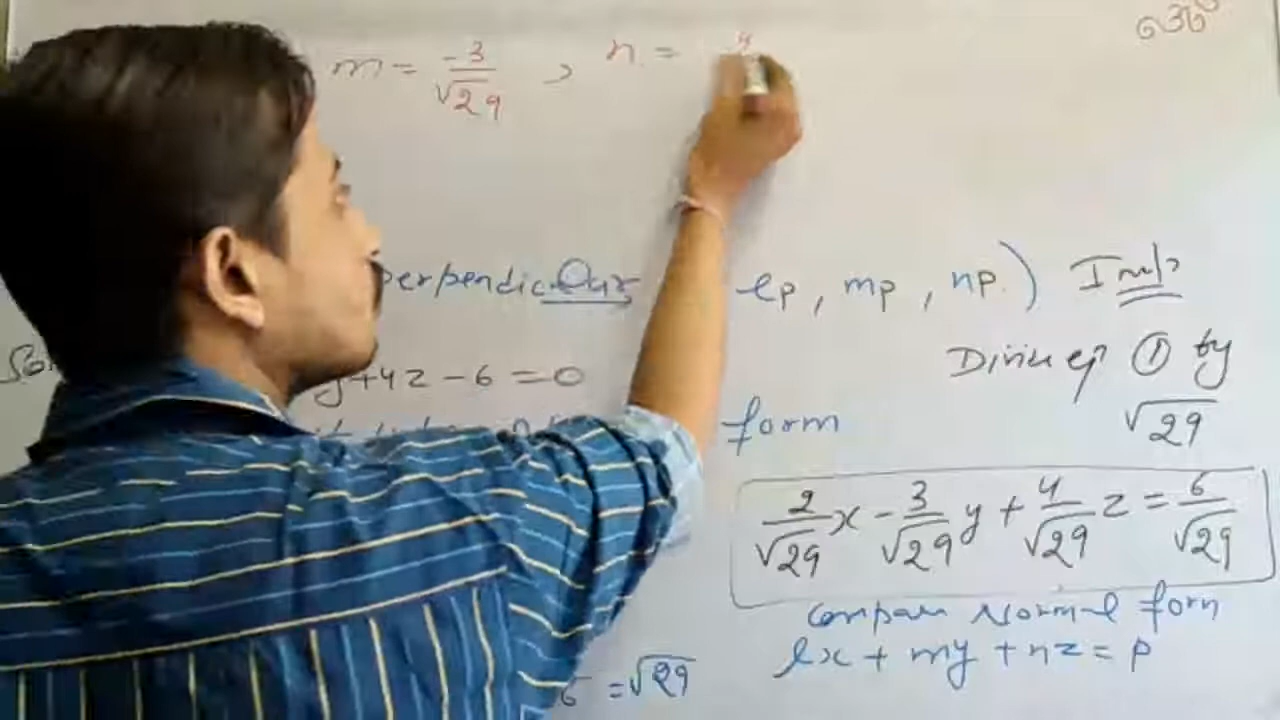 m = -3/√29 , n = 4
perpendicular lp , mp , np ) Imp
y + 4z - 6 = 0
Divide eqn ① by
√29
form
2/√29 x - 3/√29 y + 4/√29 z = 6/√29
Compare Normal form
lx + my + nz = p
= √29